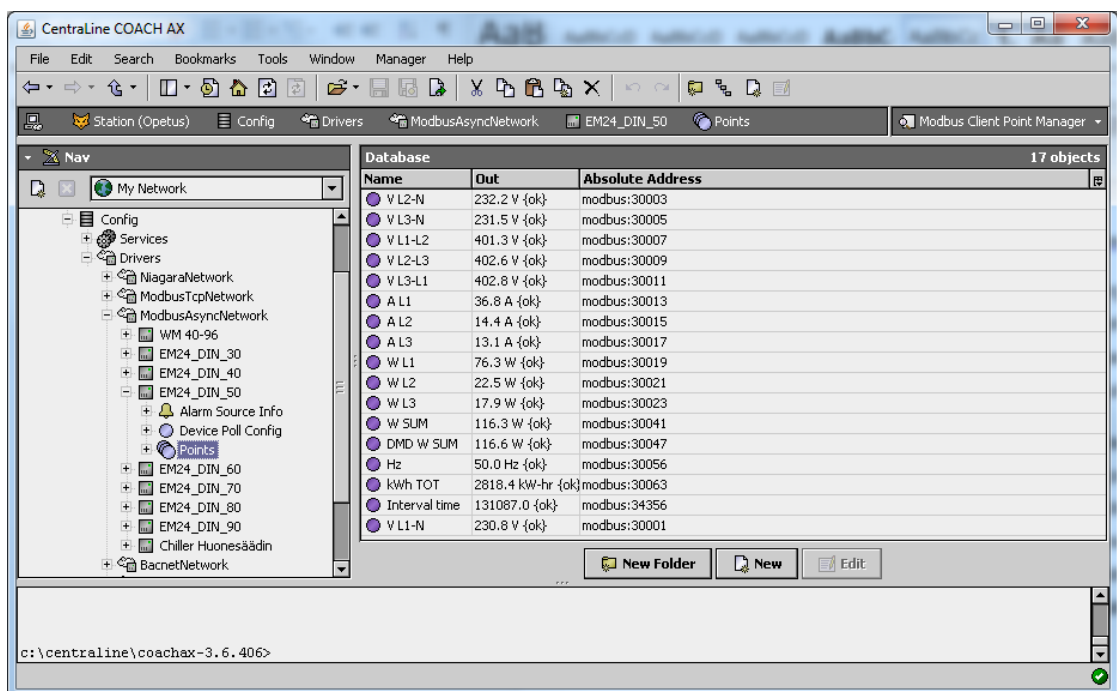 CentraLine COACH AX
File Edit Search Bookmarks Tools Window Manager Help
Station (Opetus) Config Drivers ModbusAsyncNetwork EM24_DIN_50 Points Modbus Client Point Manager
Nav
My Network
Config
Services
Drivers
NiagaraNetwork
ModbusTcpNetwork
ModbusAsyncNetwork
WM 40-96
EM24_DIN_30
EM24_DIN_40
EM24_DIN_50
Alarm Source Info
Device Poll Config
Points
EM24_DIN_60
EM24_DIN_70
EM24_DIN_80
EM24_DIN_90
Chiller Huonesäädin
BacnetNetwork
Database 17 objects
Name Out Absolute Address
V L2-N 232.2 V {ok} modbus:30003
V L3-N 231.5 V {ok} modbus:30005
V L1-L2 401.3 V {ok} modbus:30007
V L2-L3 402.6 V {ok} modbus:30009
V L3-L1 402.8 V {ok} modbus:30011
A L1 36.8 A {ok} modbus:30013
A L2 14.4 A {ok} modbus:30015
A L3 13.1 A {ok} modbus:30017
W L1 76.3 W {ok} modbus:30019
W L2 22.5 W {ok} modbus:30021
W L3 17.9 W {ok} modbus:30023
W SUM 116.3 W {ok} modbus:30041
DMD W SUM 116.6 W {ok} modbus:30047
Hz 50.0 Hz {ok} modbus:30056
kWh TOT 2818.4 kW-hr {ok} modbus:30063
Interval time 131087.0 {ok} modbus:34356
V L1-N 230.8 V {ok} modbus:30001
New Folder New Edit
c:\centraline\coachax-3.6.406>